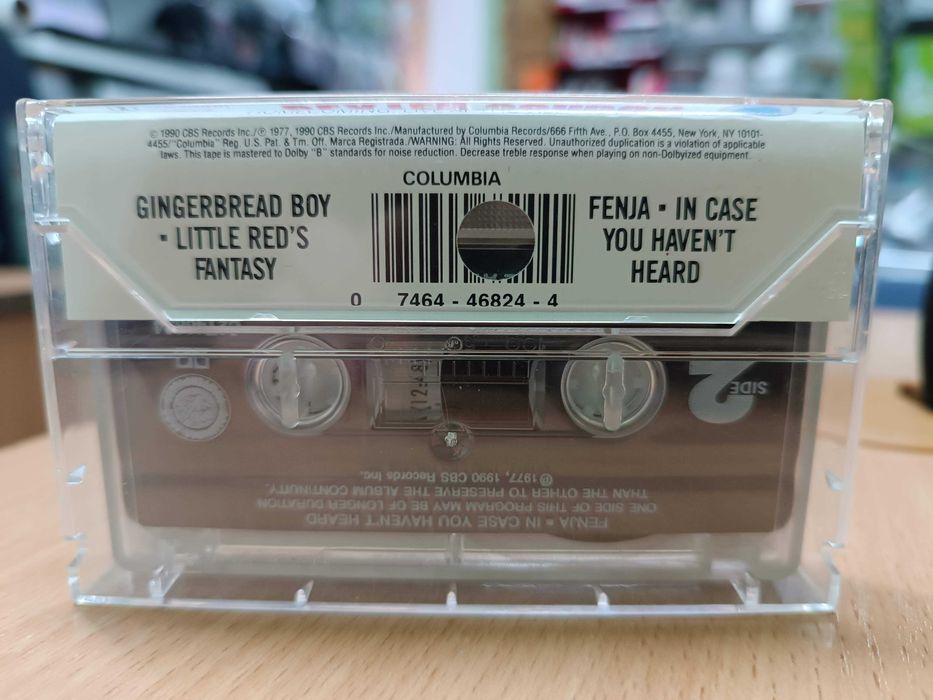 © 1990 CBS Records Inc./℗ 1977, 1990 CBS Records Inc./Manufactured by Columbia Records/666 Fifth Ave., P.O. Box 4455, New York, NY 10101-
4455/"Columbia" Reg. U.S. Pat. & Tm. Off. Marca Registrada./WARNING: All Rights Reserved. Unauthorized duplication is a violation of applicable
laws. This tape is mastered to Dolby "B" standards for noise reduction. Decrease treble response when playing on non-Dolbyized equipment.
COLUMBIA
GINGERBREAD BOY
▪ LITTLE RED'S
FANTASY
FENJA ▪ IN CASE
YOU HAVEN'T
HEARD
0 7464 - 46824 - 4
SIDE
2
℗ 1977, 1990 CBS Records Inc.
THAN THE OTHER TO PRESERVE THE ALBUM CONTINUITY.
ONE SIDE OF THIS PROGRAM MAY BE OF LONGER DURATION
FENJA ▪ IN CASE YOU HAVEN'T HEARD